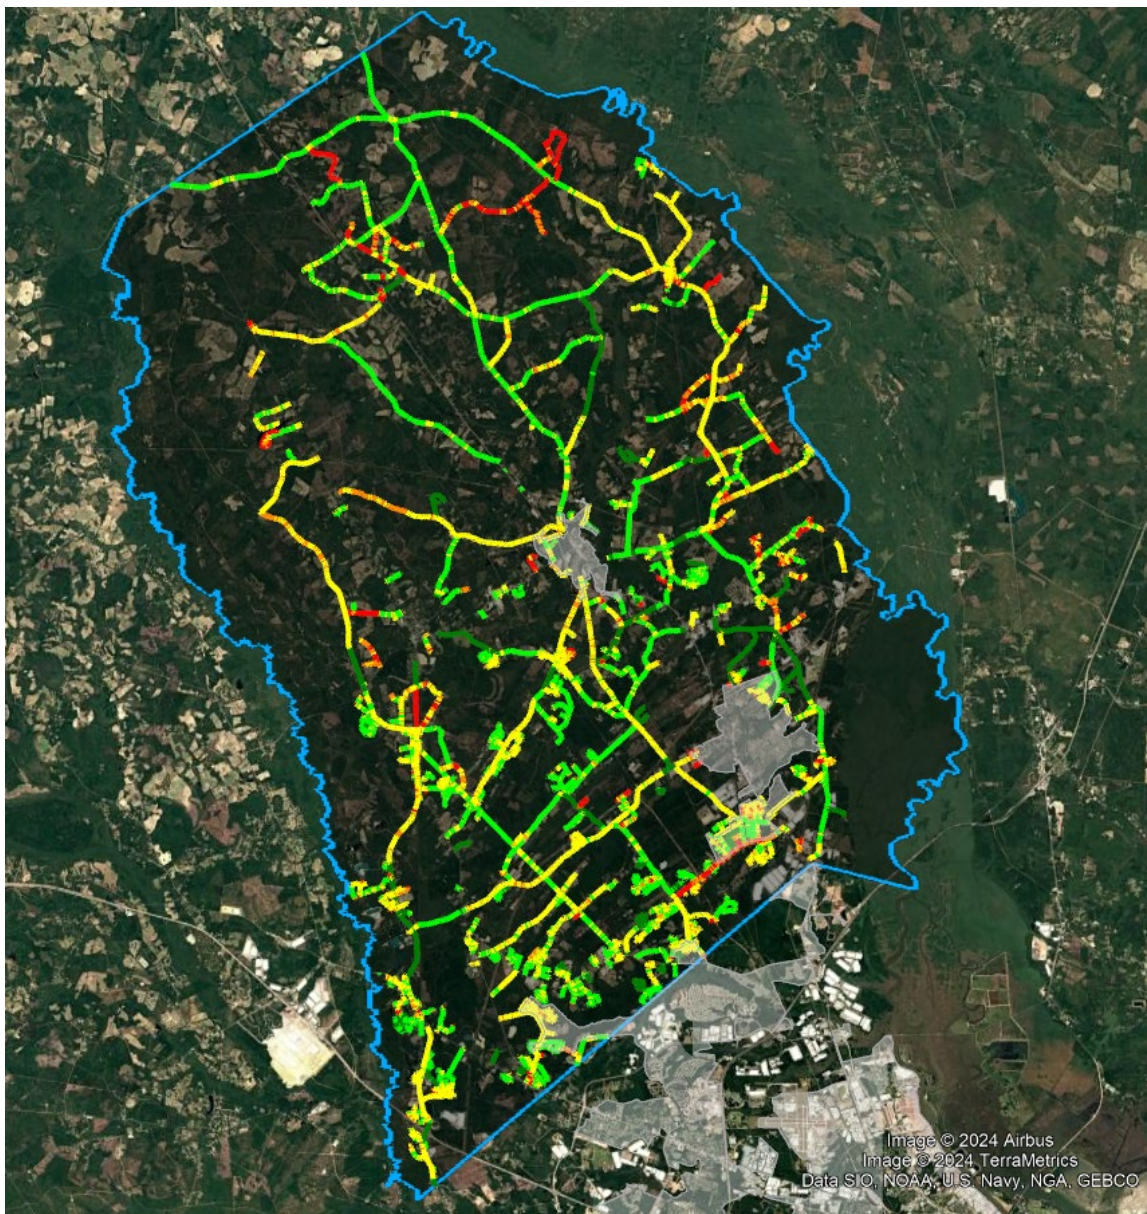 Image © 2024 Airbus
Image © 2024 TerraMetrics
Data SIO, NOAA, U.S. Navy, NGA, GEBCO